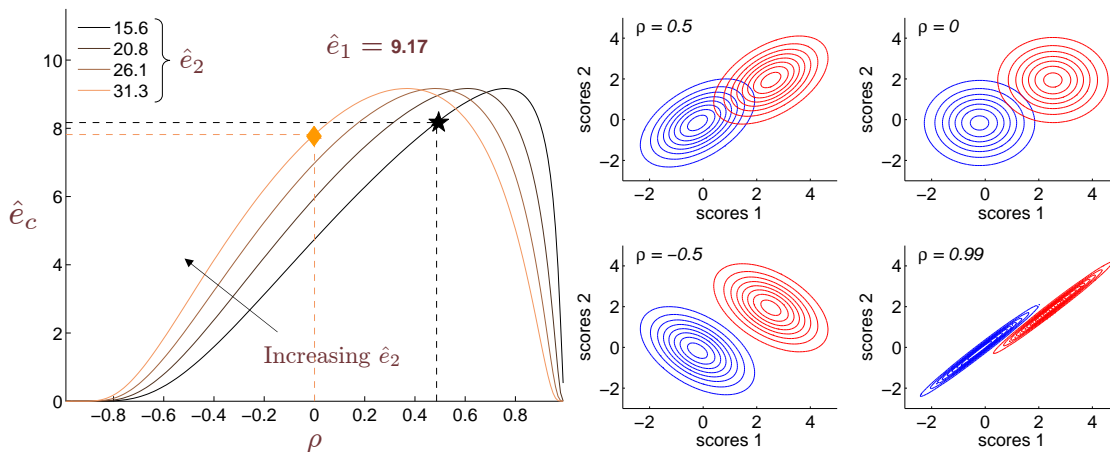 15.6
20.8
26.1
31.3
ê₂
ê₁ = 9.17
10
8
6
4
2
0
ê_c
Increasing ê₂
−0.8 −0.6 −0.4 −0.2 0 0.2 0.4 0.6 0.8
ρ
ρ = 0.5
4
2
0
−2
scores 2
−2 0 2 4
scores 1
ρ = 0
4
2
0
−2
scores 2
−2 0 2 4
scores 1
ρ = −0.5
4
2
0
−2
scores 2
−2 0 2 4
scores 1
ρ = 0.99
4
2
0
−2
scores 2
−2 0 2 4
scores 1